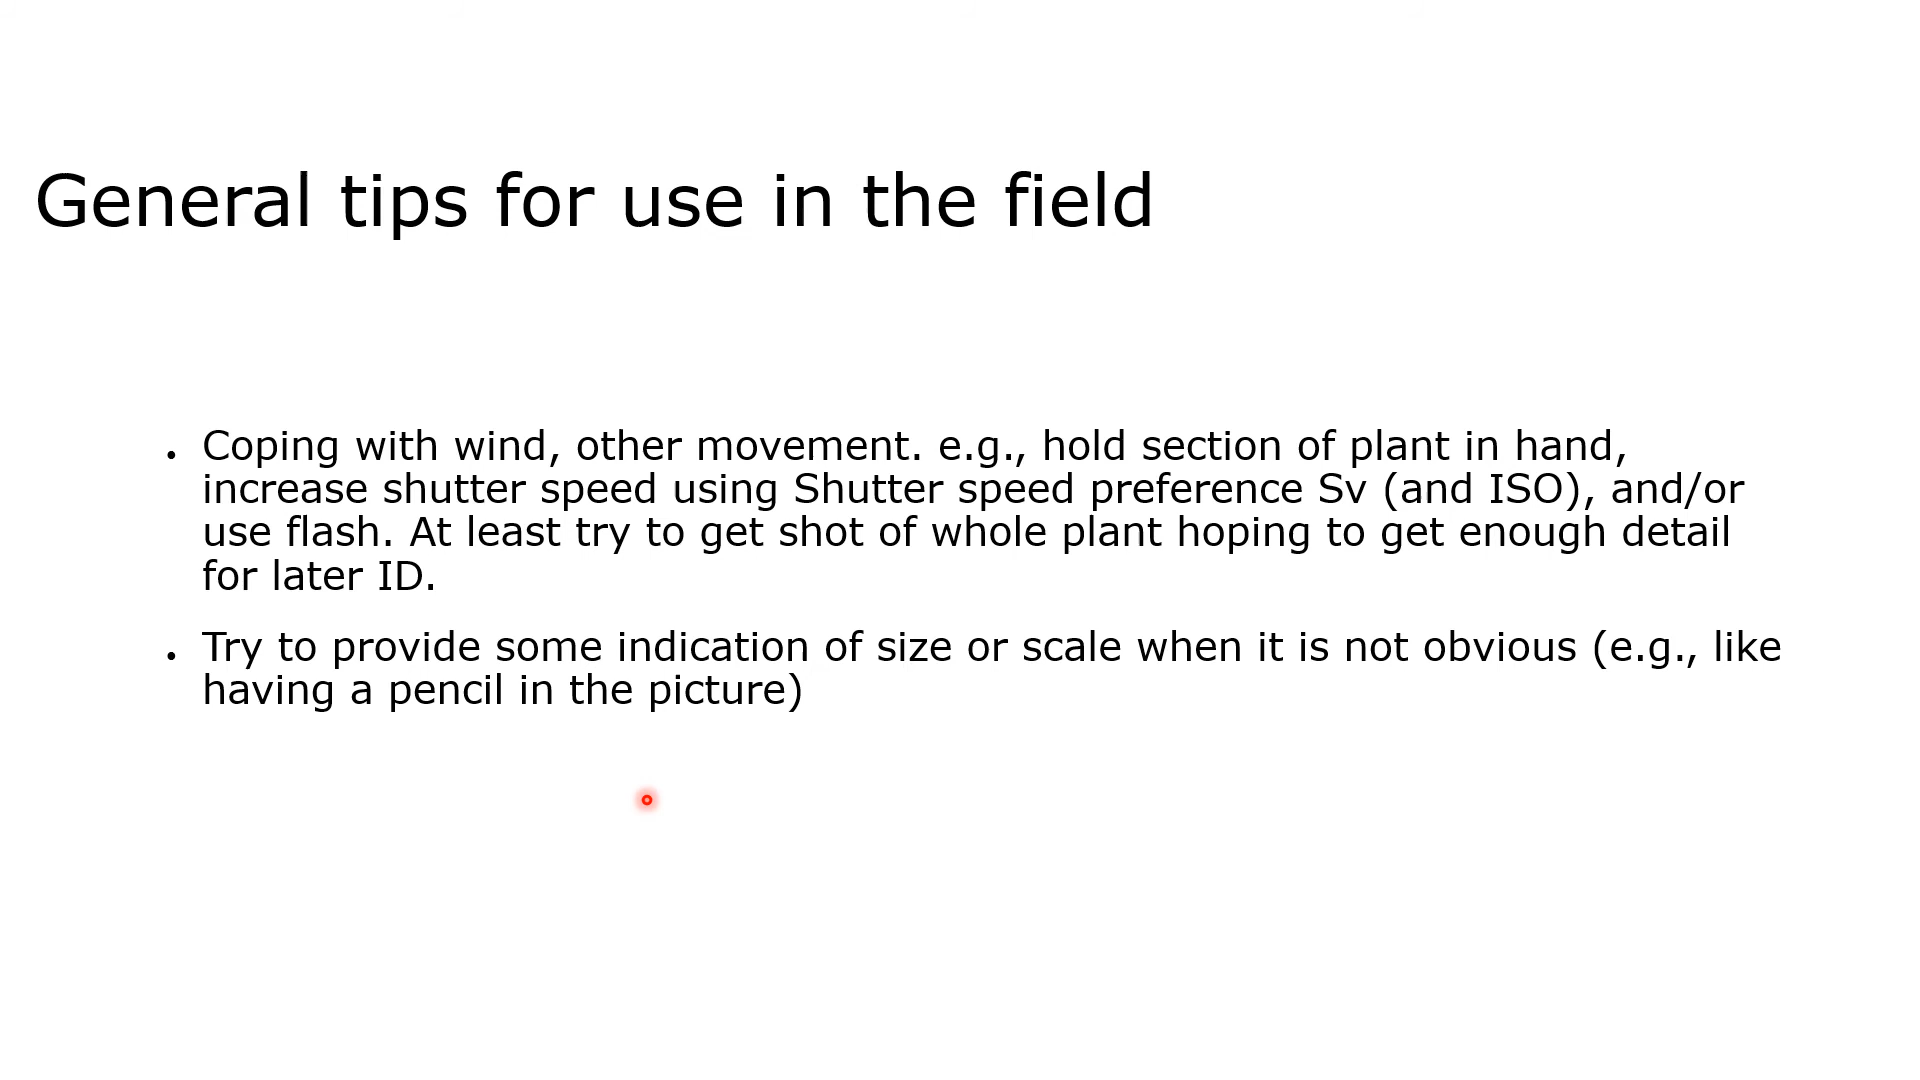 General tips for use in the field
• Coping with wind, other movement. e.g., hold section of plant in hand,
increase shutter speed using Shutter speed preference Sv (and ISO), and/or
use flash. At least try to get shot of whole plant hoping to get enough detail
for later ID.
• Try to provide some indication of size or scale when it is not obvious (e.g., like
having a pencil in the picture)